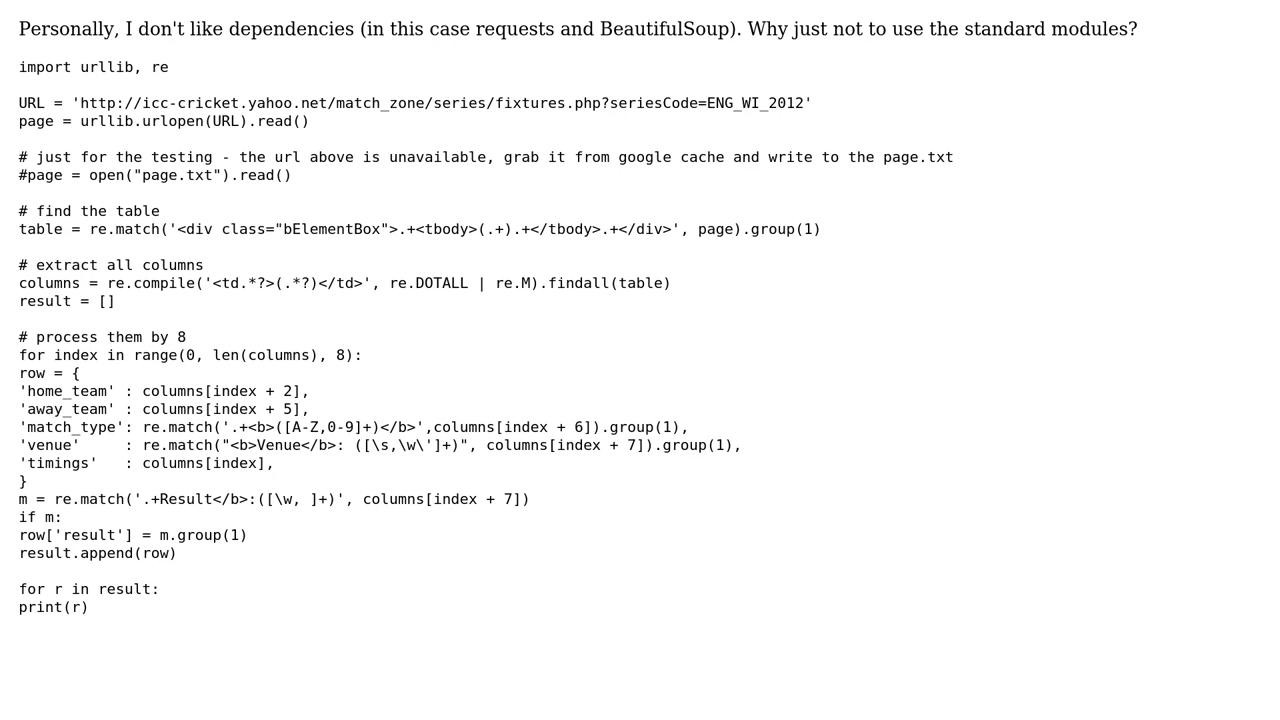 Personally, I don't like dependencies (in this case requests and BeautifulSoup). Why just not to use the standard modules?
import urllib, re
URL = 'http://icc-cricket.yahoo.net/match_zone/series/fixtures.php?seriesCode=ENG_WI_2012'
page = urllib.urlopen(URL).read()
# just for the testing - the url above is unavailable, grab it from google cache and write to the page.txt
#page = open("page.txt").read()
# find the table
table = re.match('<div class="bElementBox">.+<tbody>(.+).+</tbody>.+</div>', page).group(1)
# extract all columns
columns = re.compile('<td.*?>(.*?)</td>', re.DOTALL | re.M).findall(table)
result = []
# process them by 8
for index in range(0, len(columns), 8):
row = {
'home_team' : columns[index + 2],
'away_team' : columns[index + 5],
'match_type': re.match('.+<b>([A-Z,0-9]+)</b>',columns[index + 6]).group(1),
'venue'     : re.match("<b>Venue</b>: ([\s,\w\']+)", columns[index + 7]).group(1),
'timings'   : columns[index],
}
m = re.match('.+Result</b>:([\w, ]+)', columns[index + 7])
if m:
row['result'] = m.group(1)
result.append(row)
for r in result:
print(r)